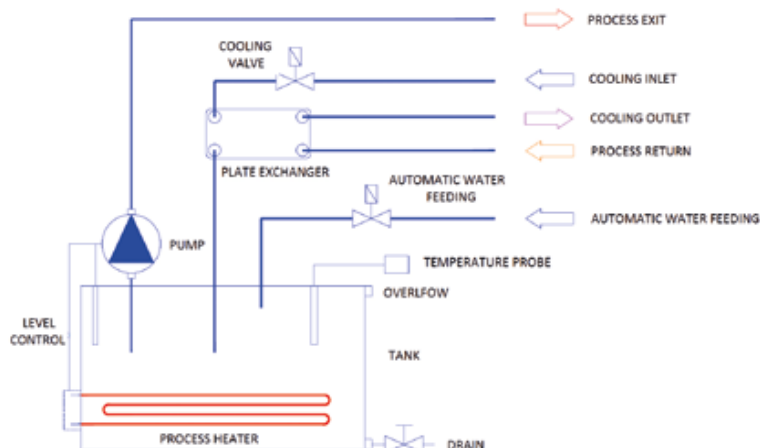 PROCESS EXIT
COOLING
VALVE
COOLING INLET
COOLING OUTLET
PROCESS RETURN
PLATE EXCHANGER
AUTOMATIC WATER
FEEDING
AUTOMATIC WATER FEEDING
PUMP
TEMPERATURE PROBE
OVERLFOW
LEVEL
CONTROL
TANK
PROCESS HEATER
DRAIN